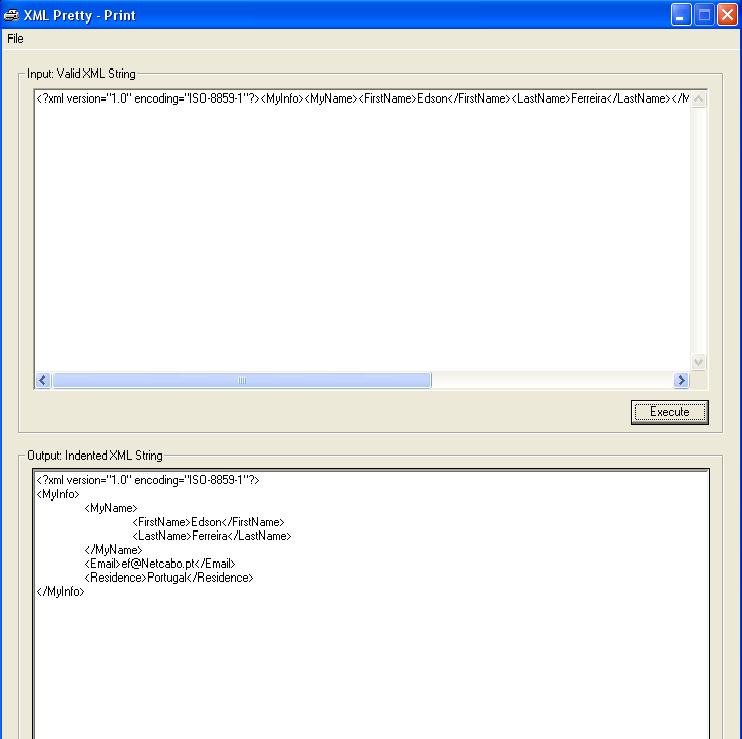 XML Pretty - Print
File
Input: Valid XML String
<?xml version="1.0" encoding="ISO-8859-1"?><MyInfo><MyName><FirstName>Edson</FirstName><LastName>Ferreira</LastName></M
Execute
Output: Indented XML String
<?xml version="1.0" encoding="ISO-8859-1"?>
<MyInfo>
<MyName>
<FirstName>Edson</FirstName>
<LastName>Ferreira</LastName>
</MyName>
<Email>ef@Netcabo.pt</Email>
<Residence>Portugal</Residence>
</MyInfo>